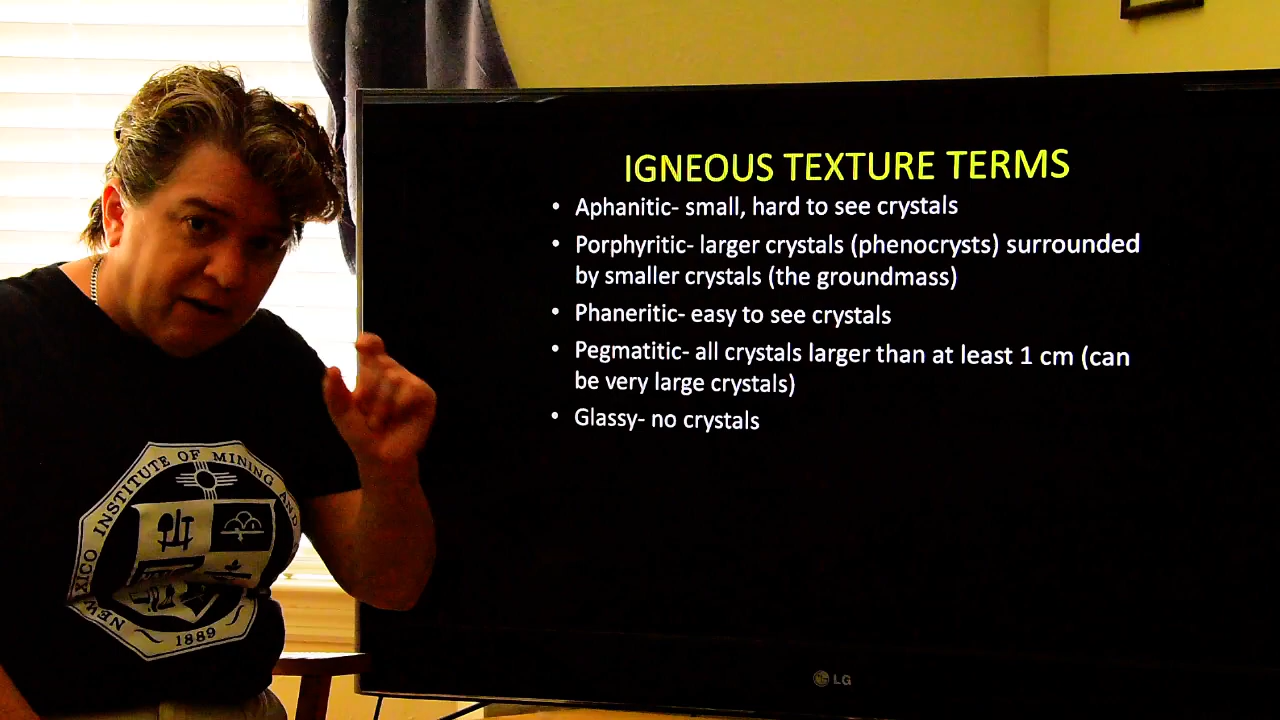 IGNEOUS TEXTURE TERMS
• Aphanitic- small, hard to see crystals
• Porphyritic- larger crystals (phenocrysts) surrounded
by smaller crystals (the groundmass)
• Phaneritic- easy to see crystals
• Pegmatitic- all crystals larger than at least 1 cm (can
be very large crystals)
• Glassy- no crystals
NEW XICO INSTITUTE OF MINING AND
1889
LG